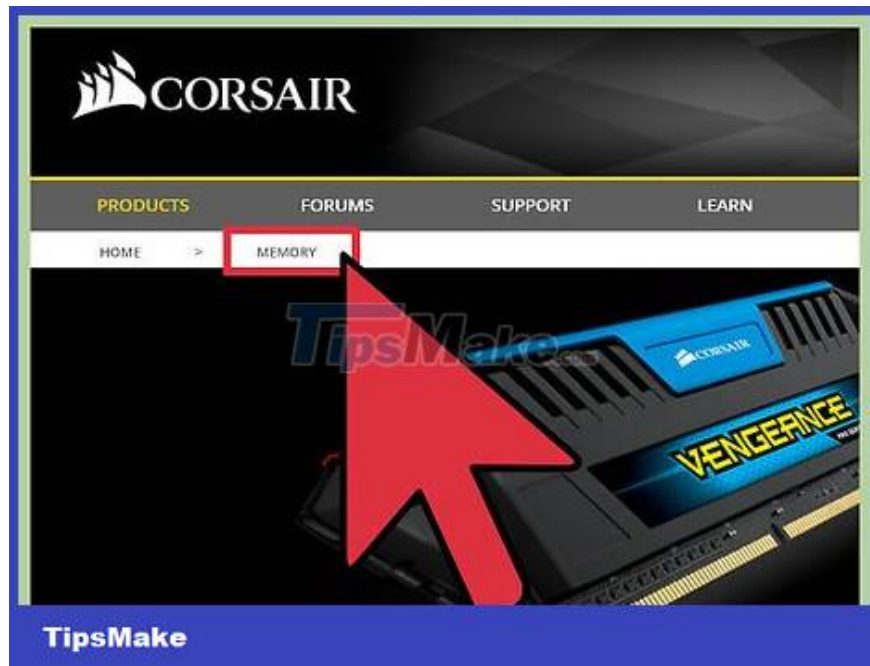 CORSAIR
PRODUCTS FORUMS SUPPORT LEARN
HOME > MEMORY
TipsMake
CORSAIR
VENGEANCE
TipsMake